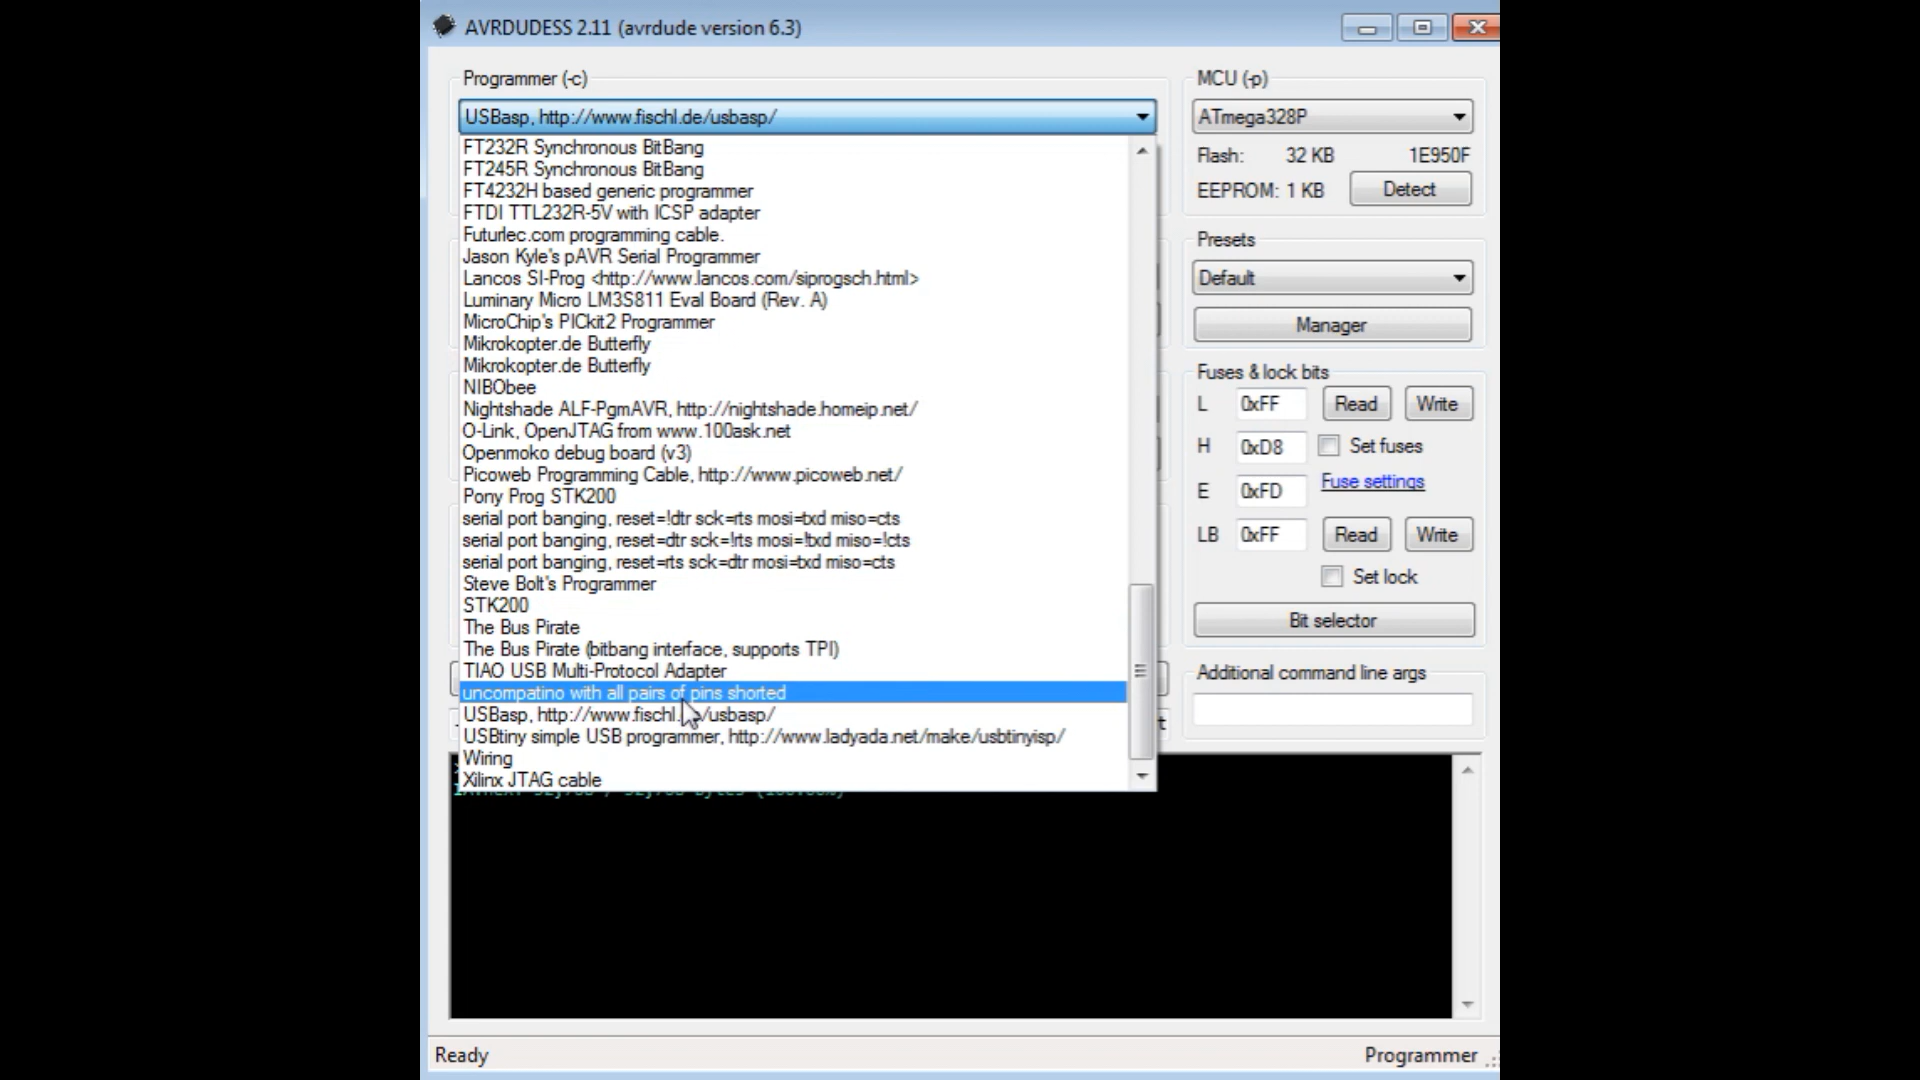 AVRDUDESS 2.11 (avrdude version 6.3)
Programmer (-c)
USBasp, http://www.fischl.de/usbasp/
FT232R Synchronous BitBang
FT245R Synchronous BitBang
FT4232H based generic programmer
FTDI TTL232R-5V with ICSP adapter
Futurlec.com programming cable.
Jason Kyle's pAVR Serial Programmer
Lancos SI-Prog <http://www.lancos.com/siprogsch.html>
Luminary Micro LM3S811 Eval Board (Rev. A)
MicroChip's PICkit2 Programmer
Mikrokopter.de Butterfly
Mikrokopter.de Butterfly
NIBObee
Nightshade ALF-PgmAVR, http://nightshade.homeip.net/
O-Link, OpenJTAG from www.100ask.net
Openmoko debug board (v3)
Picoweb Programming Cable, http://www.picoweb.net/
Pony Prog STK200
serial port banging, reset=!dtr sck=rts mosi=txd miso=cts
serial port banging, reset=dtr sck=!rts mosi=!txd miso=!cts
serial port banging, reset=rts sck=dtr mosi=txd miso=cts
Steve Bolt's Programmer
STK200
The Bus Pirate
The Bus Pirate (bitbang interface, supports TPI)
TIAO USB Multi-Protocol Adapter
uncompatino with all pairs of pins shorted
USBasp, http://www.fischl. /usbasp/
USBtiny simple USB programmer, http://www.ladyada.net/make/usbtinyisp/
Wiring
Xilinx JTAG cable
MCU (-p)
ATmega328P
Flash: 32 KB 1E950F
EEPROM: 1 KB Detect
Presets
Default
Manager
Fuses & lock bits
L 0xFF Read Write
H 0xD8 Set fuses
E 0xFD Fuse settings
LB 0xFF Read Write
Set lock
Bit selector
Additional command line args
Ready Programmer